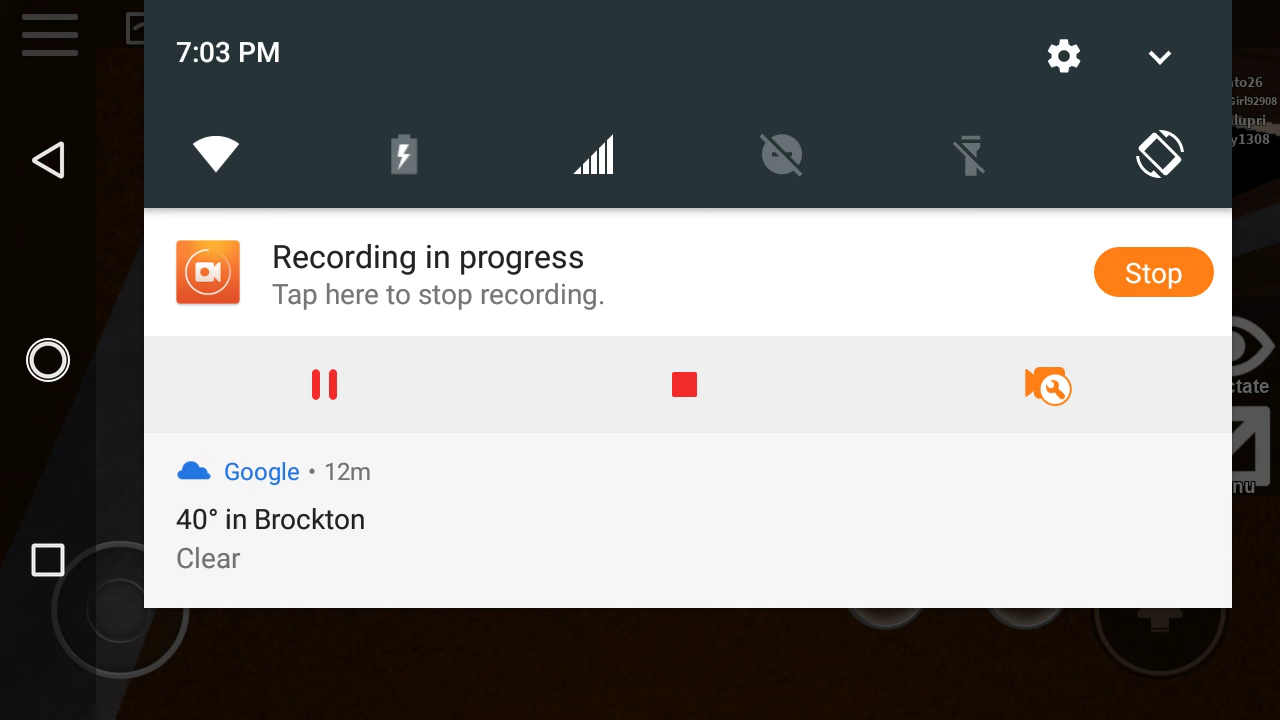 7:03 PM
Recording in progress
Tap here to stop recording.
Stop
Google • 12m
40° in Brockton
Clear